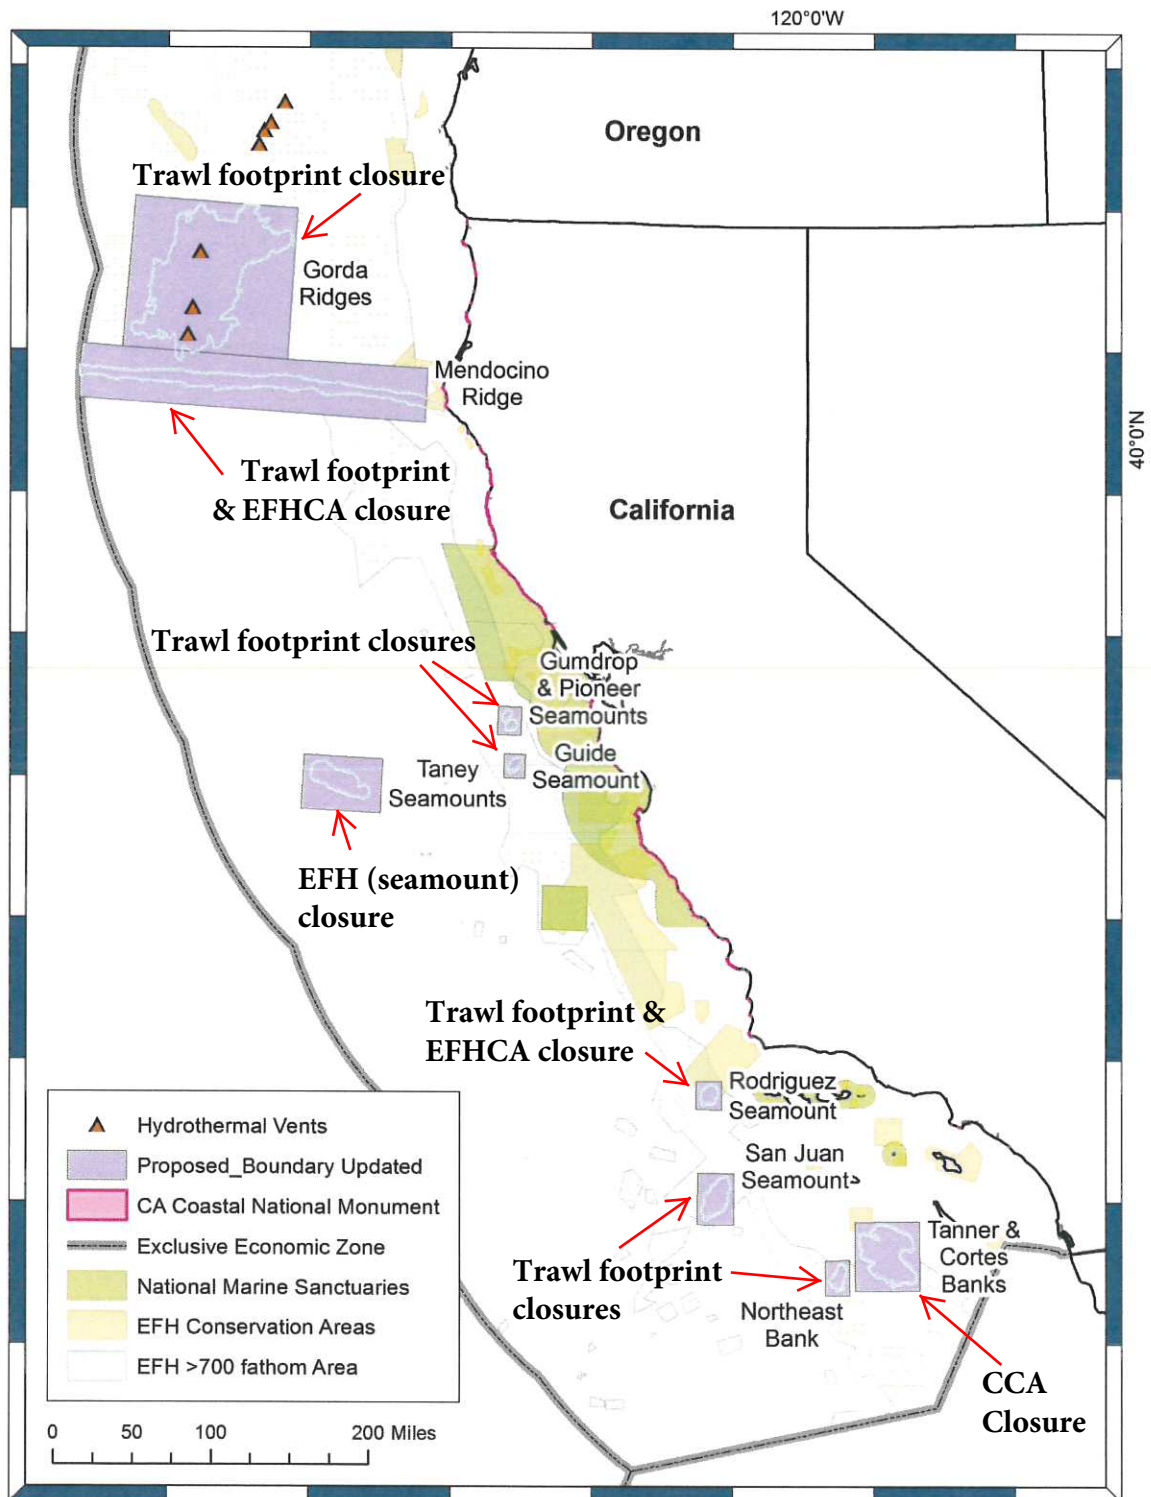 120°0'W
Oregon
Trawl footprint closure
Gorda
Ridges
Mendocino
Ridge
40°0'N
Trawl footprint
& EFHCA closure
California
Trawl footprint closures
Gumdrop
& Pioneer
Seamounts
Guide
Seamount
Taney
Seamounts
EFH (seamount)
closure
Trawl footprint &
EFHCA closure
Rodriguez
Seamount
San Juan
Seamount
Tanner &
Cortes
Banks
Trawl footprint
closures
Northeast
Bank
CCA
Closure
Hydrothermal Vents
Proposed_Boundary Updated
CA Coastal National Monument
Exclusive Economic Zone
National Marine Sanctuaries
EFH Conservation Areas
EFH >700 fathom Area
0 50 100 200 Miles